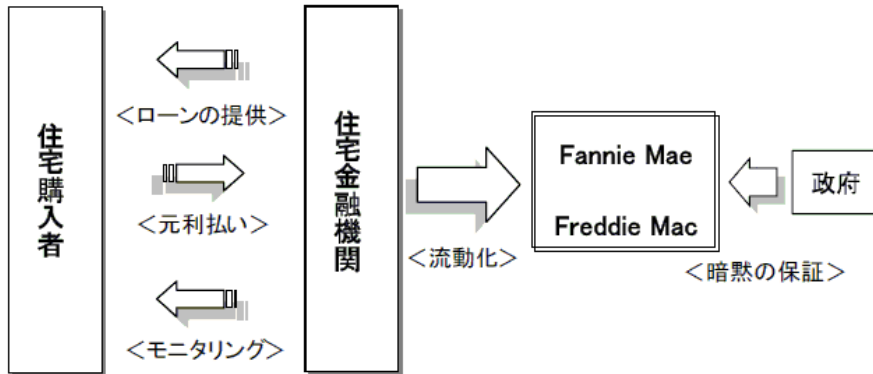 住宅購入者
＜ローンの提供＞
＜元利払い＞
＜モニタリング＞
住宅金融機関
＜流動化＞
Fannie Mae
Freddie Mac
＜暗黙の保証＞
政府